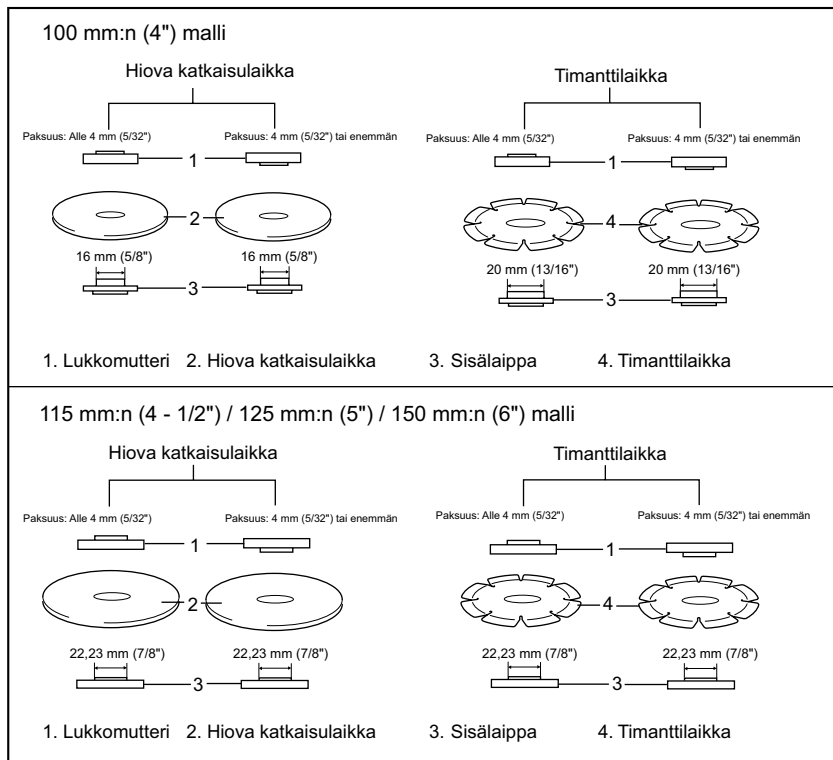 100 mm:n (4") malli
Hiova katkaisulaikka
Timanttilaikka
Paksuus: Alle 4 mm (5/32")
Paksuus: 4 mm (5/32") tai enemmän
Paksuus: Alle 4 mm (5/32")
Paksuus: 4 mm (5/32") tai enemmän
1
1
2
4
16 mm (5/8")
16 mm (5/8")
20 mm (13/16")
20 mm (13/16")
3
3
1. Lukkomutteri 2. Hiova katkaisulaikka 3. Sisälaippa 4. Timanttilaikka
115 mm:n (4 - 1/2") / 125 mm:n (5") / 150 mm:n (6") malli
Hiova katkaisulaikka
Timanttilaikka
Paksuus: Alle 4 mm (5/32")
Paksuus: 4 mm (5/32") tai enemmän
Paksuus: Alle 4 mm (5/32")
Paksuus: 4 mm (5/32") tai enemmän
1
1
2
4
22,23 mm (7/8")
22,23 mm (7/8")
22,23 mm (7/8")
22,23 mm (7/8")
3
3
1. Lukkomutteri 2. Hiova katkaisulaikka 3. Sisälaippa 4. Timanttilaikka